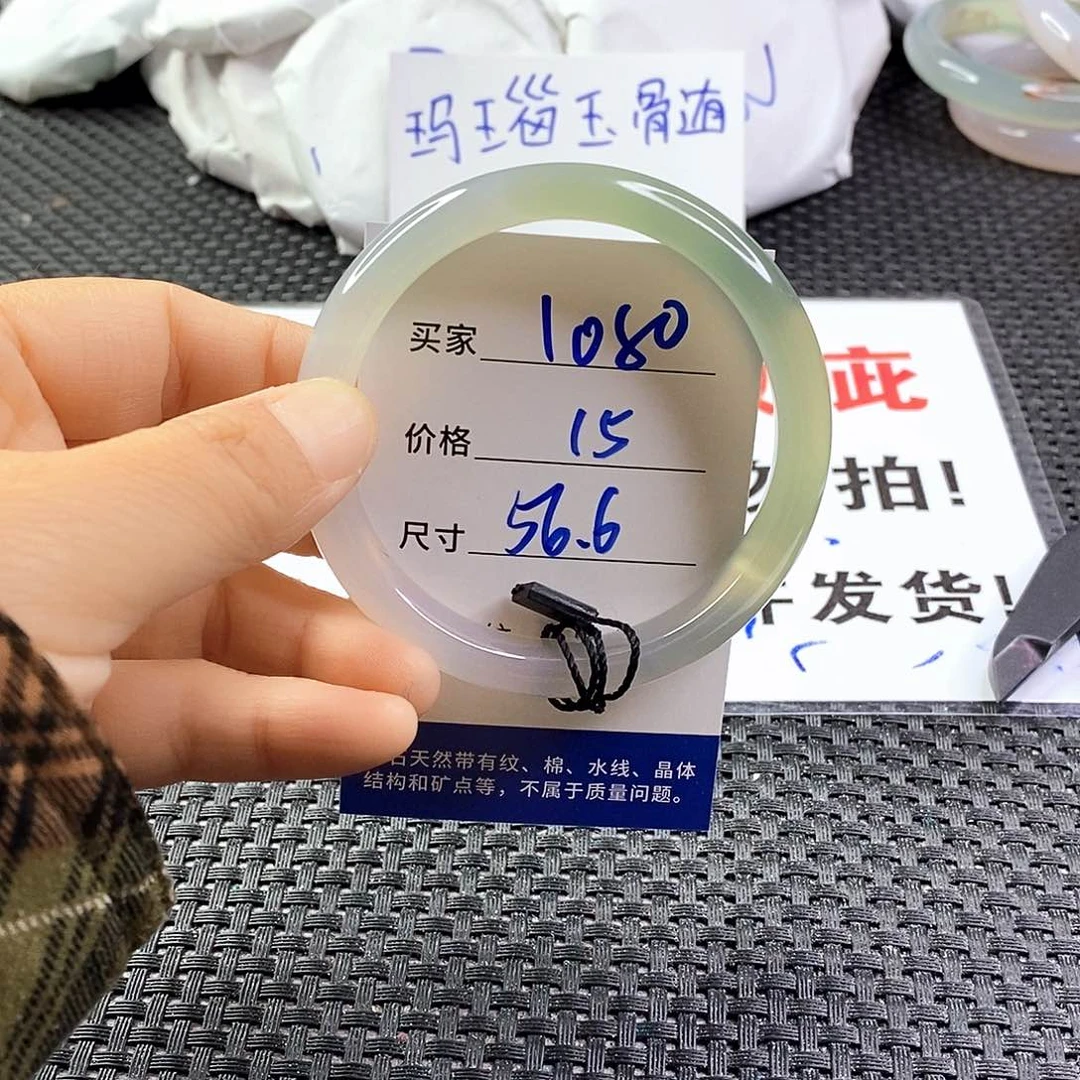 玛瑙玉骨髓
买家 1080
价格 15
尺寸 56.6
石天然带有纹、棉、水线、晶体
结构和矿点等，不属于质量问题。
此
拍！
发货！